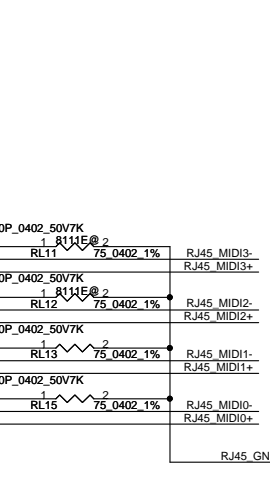 0P_0402_50V7K
1 8111E@ 2
RL11 75_0402_1% RJ45_MIDI3-
RJ45_MIDI3+
0P_0402_50V7K
1 8111E@ 2
RL12 75_0402_1% RJ45_MIDI2-
RJ45_MIDI2+
0P_0402_50V7K
1 2
RL13 75_0402_1% RJ45_MIDI1-
RJ45_MIDI1+
0P_0402_50V7K
1 2
RL15 75_0402_1% RJ45_MIDI0-
RJ45_MIDI0+
RJ45_GN